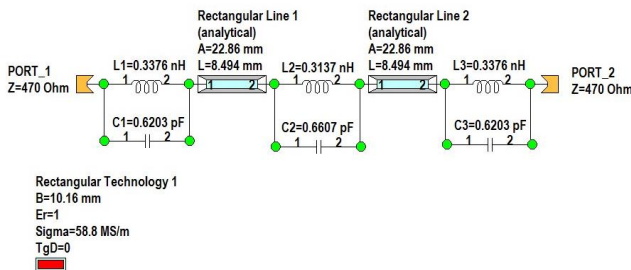 Rectangular Line 1
(analytical)
A=22.86 mm
L=8.494 mm
Rectangular Line 2
(analytical)
A=22.86 mm
L=8.494 mm
PORT_1
Z=470 Ohm
L1=0.3376 nH
1 2
1 2
L2=0.3137 nH
1 2
1 2
L3=0.3376 nH
1 2
PORT_2
Z=470 Ohm
C1=0.6203 pF
1 2
C2=0.6607 pF
1 2
C3=0.6203 pF
1 2
Rectangular Technology 1
B=10.16 mm
Er=1
Sigma=58.8 MS/m
TgD=0